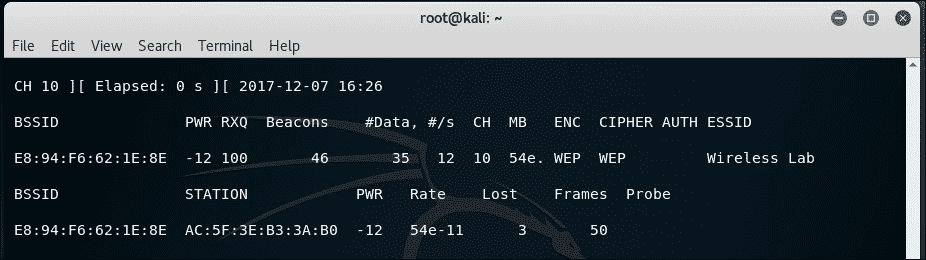 root@kali: ~
File Edit View Search Terminal Help
CH 10 ][ Elapsed: 0 s ][ 2017-12-07 16:26
BSSID PWR RXQ Beacons #Data, #/s CH MB ENC CIPHER AUTH ESSID
E8:94:F6:62:1E:8E -12 100 46 35 12 10 54e. WEP WEP Wireless Lab
BSSID STATION PWR Rate Lost Frames Probe
E8:94:F6:62:1E:8E AC:5F:3E:B3:3A:B0 -12 54e-11 3 50